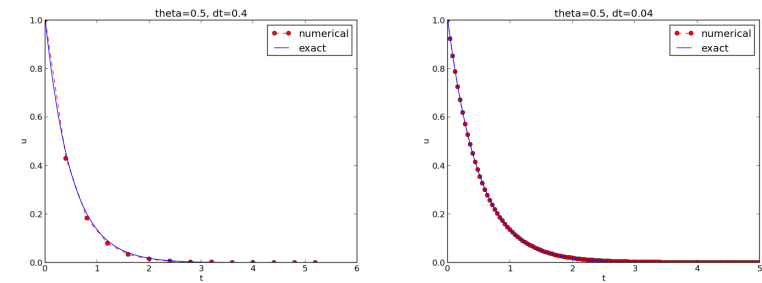 theta=0.5, dt=0.4
numerical
exact
1.0
0.8
0.6
u
0.4
0.2
0.0
0 1 2 3 4 5 6
t
theta=0.5, dt=0.04
numerical
exact
1.0
0.8
0.6
u
0.4
0.2
0.0
0 1 2 3 4 5
t